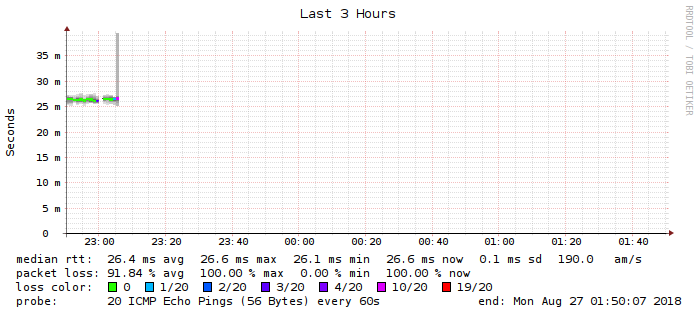 Last 3 Hours
RRDTOOL / TOBI OETIKER
Seconds
35 m
30 m
25 m
20 m
15 m
10 m
5 m
0
23:00 23:20 23:40 00:00 00:20 00:40 01:00 01:20 01:40
median rtt: 26.4 ms avg 26.6 ms max 26.1 ms min 26.6 ms now 0.1 ms sd 190.0 am/s
packet loss: 91.84 % avg 100.00 % max 0.00 % min 100.00 % now
loss color: 0 1/20 2/20 3/20 4/20 10/20 19/20
probe: 20 ICMP Echo Pings (56 Bytes) every 60s end: Mon Aug 27 01:50:07 2018